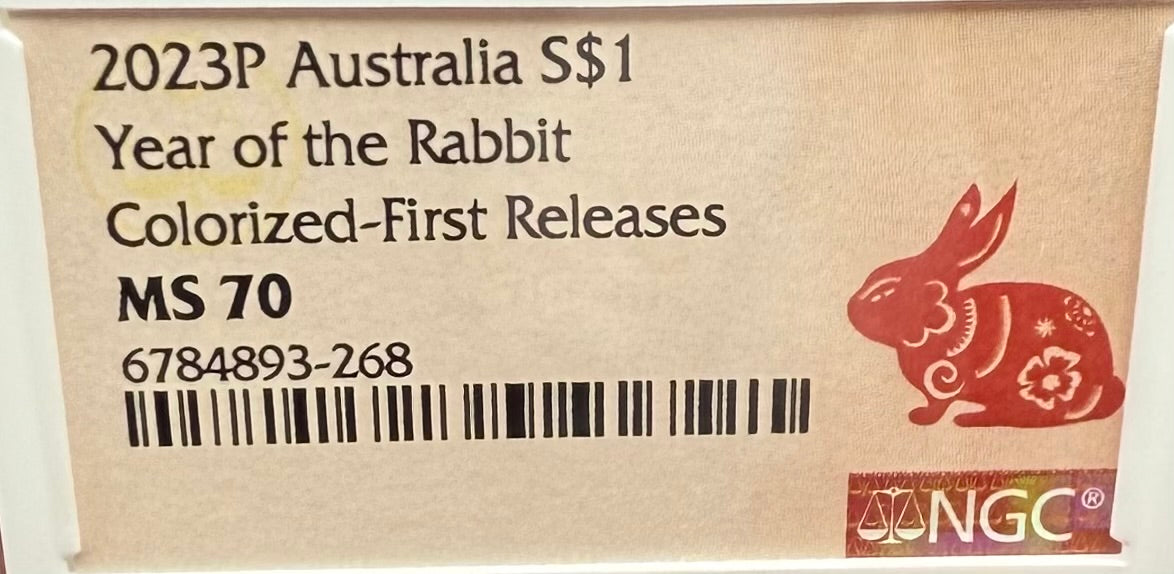 2023P Australia S$1
Year of the Rabbit
Colorized-First Releases
MS 70
6784893-268
NGC®